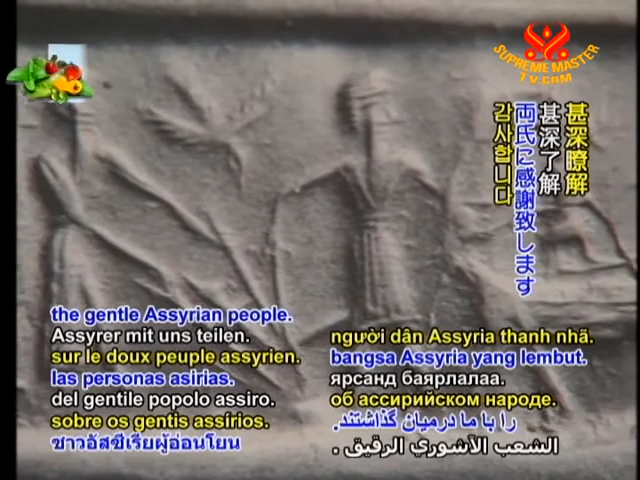 SUPREME MASTER
TV.COM
甚深瞭解
甚深了解
両氏に感謝致します
감사합니다
the gentle Assyrian people.
Assyrer mit uns teilen.
sur le doux peuple assyrien.
las personas asirias.
del gentile popolo assiro.
sobre os gentis assírios.
ชาวอัสซีเรียผู้อ่อนโยน
người dân Assyria thanh nhã.
bangsa Assyria yang lembut.
ярсанд баярлалаа.
об ассирийском народе.
را با ما درمیان گذاشتند.
الشعب الآشوري الرقيق .